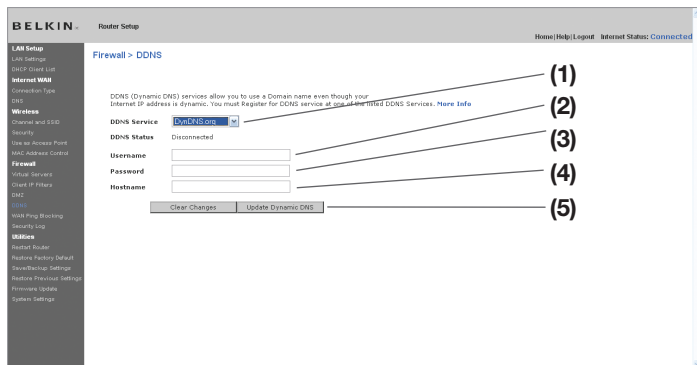 BELKIN
Router Setup
Home|Help|Logout Internet Status: Connected
LAN Setup
LAN Settings
DHCP Client List
Internet WAN
Connection Type
DNS
Wireless
Channel and SSID
Security
Use as Access Point
MAC Address Control
Firewall
Virtual Servers
Client IP Filters
DMZ
DDNS
WAN Ping Blocking
Security Log
Utilities
Restart Router
Restore Factory Default
Save/Backup Settings
Restore Previous Settings
Firmware Update
System Settings
Firewall > DDNS
DDNS (Dynamic DNS) services allow you to use a Domain name even though your
Internet IP address is dynamic. You must Register for DDNS service at one of the listed DDNS Services. More Info
DDNS Service DynDNS.org
DDNS Status Disconnected
Username
Password
Hostname
Clear Changes Update Dynamic DNS
(1)
(2)
(3)
(4)
(5)